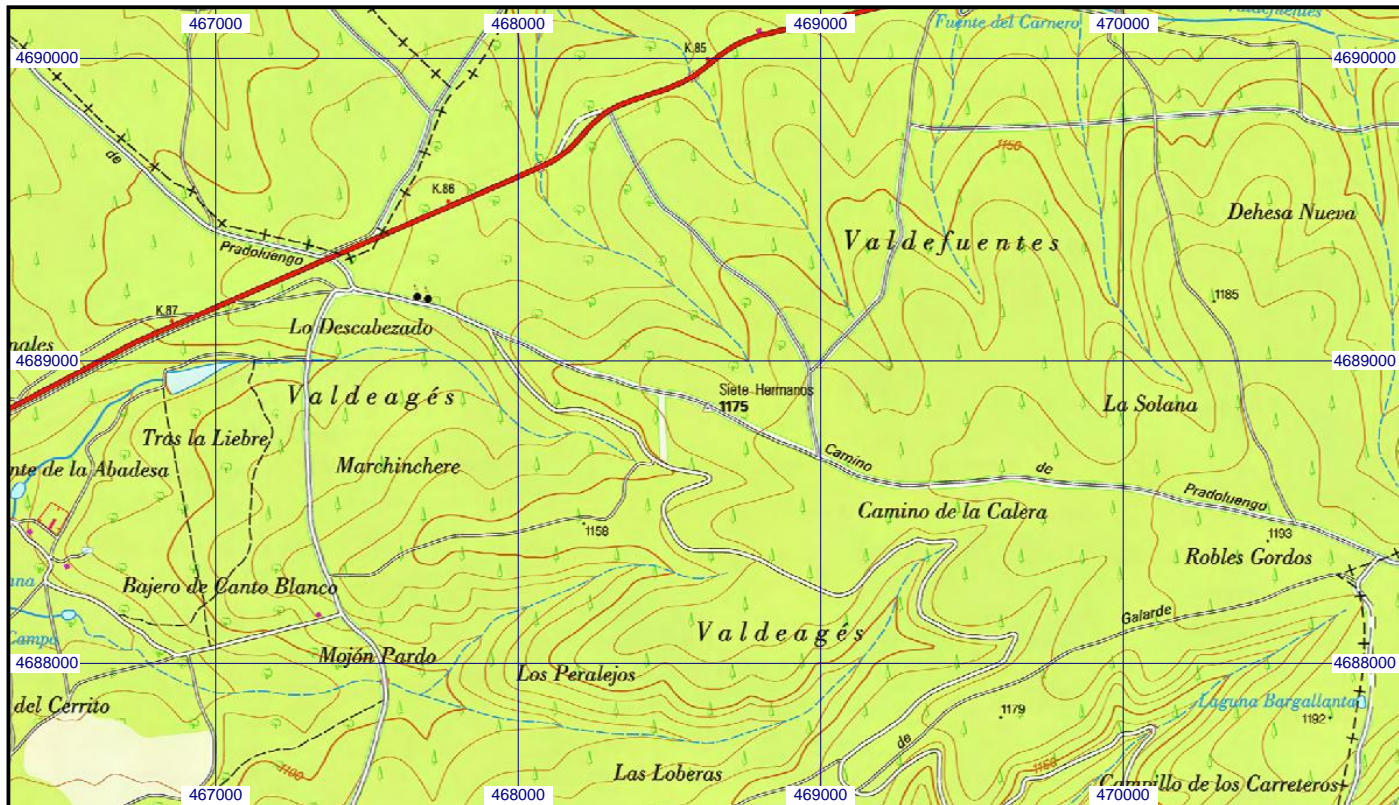 467000
468000
469000
470000
Fuente del Carnero
Valdefuentes
K.85
4690000
4690000
de
K.86
Dehesa Nueva
1150
Pradoluengo
Valdefuentes
1185
K.87
Lo Descabezado
nales
4689000
4689000
Valdeagés
Siete Hermanos
1175
La Solana
Tras la Liebre
Marchinchere
Camino
de
nte de la Abadesa
Pradoluengo
Camino de la Calera
1158
1193
Robles Gordos
ana
Bajero de Canto Blanco
Galarde
Campo
Valdeagés
Mojón Pardo
4688000
4688000
Los Peralejos
del Cerrito
Laguna Bargallanta
1179
1192
de
1100
Las Loberas
1150
Campillo de los Carreteros
467000
468000
469000
470000